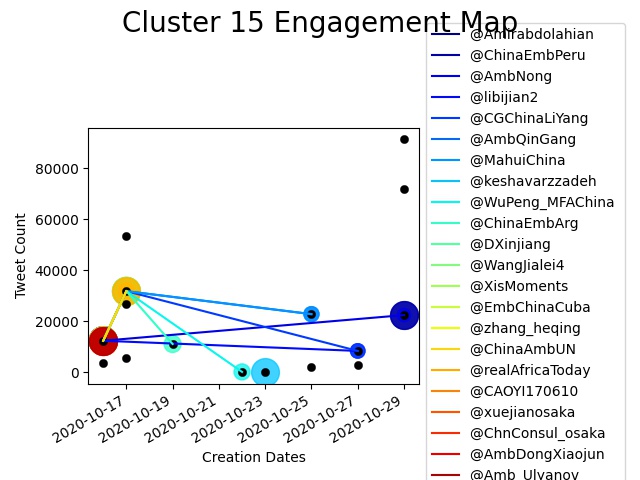 Cluster 15 Engagement Map
@Amirabdolahian
@ChinaEmbPeru
@AmbNong
@libijian2
@CGChinaLiYang
@AmbQinGang
@MahuiChina
@keshavarzzadeh
@WuPeng_MFAChina
@ChinaEmbArg
@DXinjiang
@WangJialei4
@XisMoments
@EmbChinaCuba
@zhang_heqing
@ChinaAmbUN
@realAfricaToday
@CAOYI170610
@xuejianosaka
@ChnConsul_osaka
@AmbDongXiaojun
@Amb_Ulyanov
Tweet Count
80000
60000
40000
20000
0
2020-10-17
2020-10-19
2020-10-21
2020-10-23
2020-10-25
2020-10-27
2020-10-29
Creation Dates